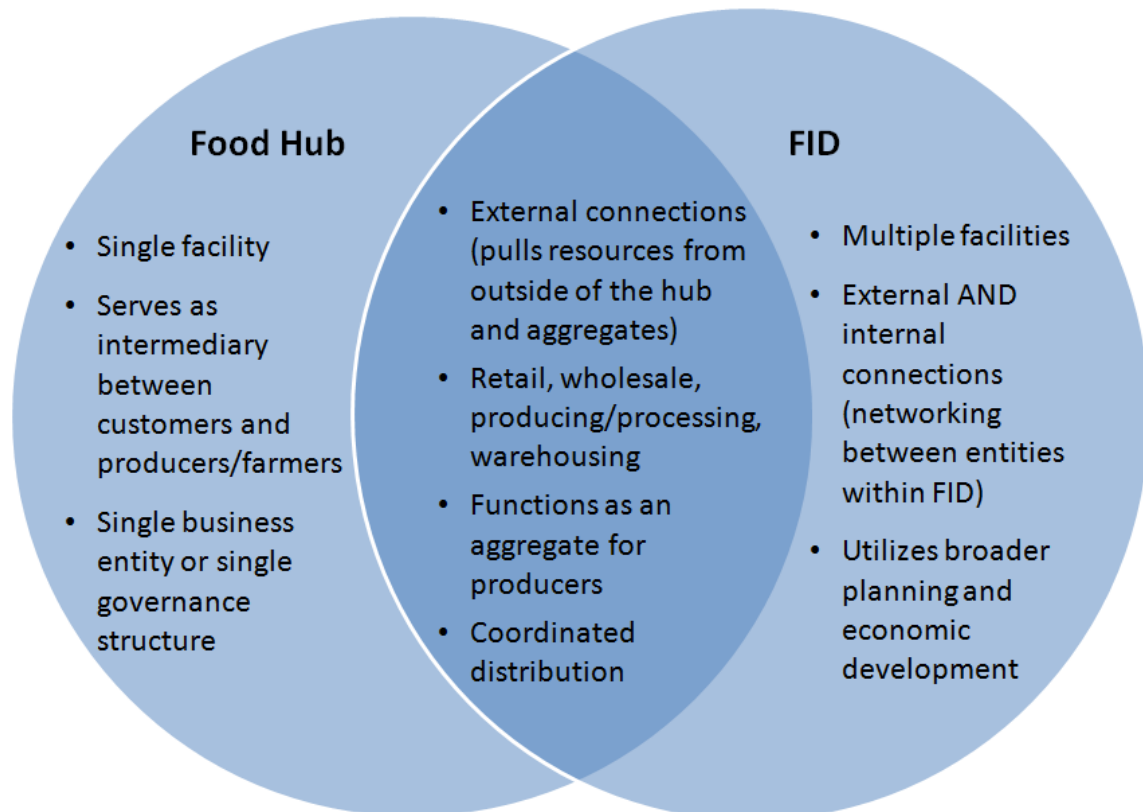 Food Hub
• Single facility
• Serves as
intermediary
between
customers and
producers/farmers
• Single business
entity or single
governance
structure
• External connections
(pulls resources from
outside of the hub
and aggregates)
• Retail, wholesale,
producing/processing,
warehousing
• Functions as an
aggregate for
producers
• Coordinated
distribution
FID
• Multiple facilities
• External AND
internal
connections
(networking
between entities
within FID)
• Utilizes broader
planning and
economic
development